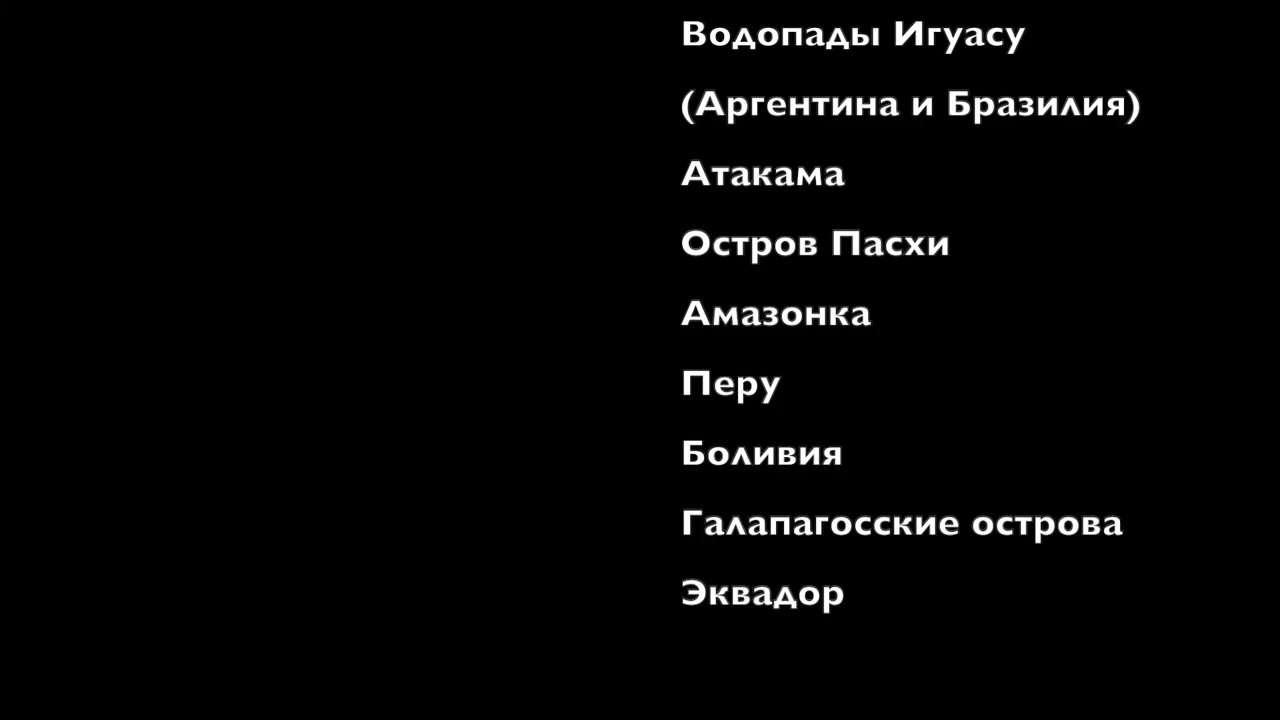 Водопады Игуасу
(Аргентина и Бразилия)
Атакама
Остров Пасхи
Амазонка
Перу
Боливия
Галапагосские острова
Эквадор